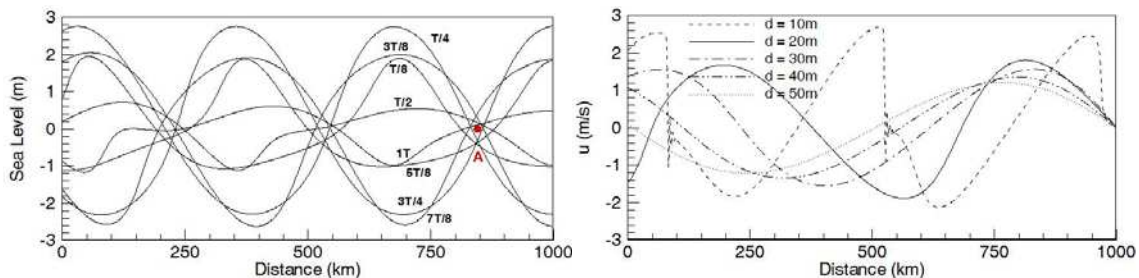 3
2
1
0
-1
-2
-3
Sea Level (m)
T/4
3T/8
T/8
T/2
A
1T
5T/8
3T/4
7T/8
0
250
500
750
1000
Distance (km)
3
2
1
0
-1
-2
-3
u (m/s)
d = 10m
d = 20m
d = 30m
d = 40m
d = 50m
0
250
500
750
1000
Distance (km)